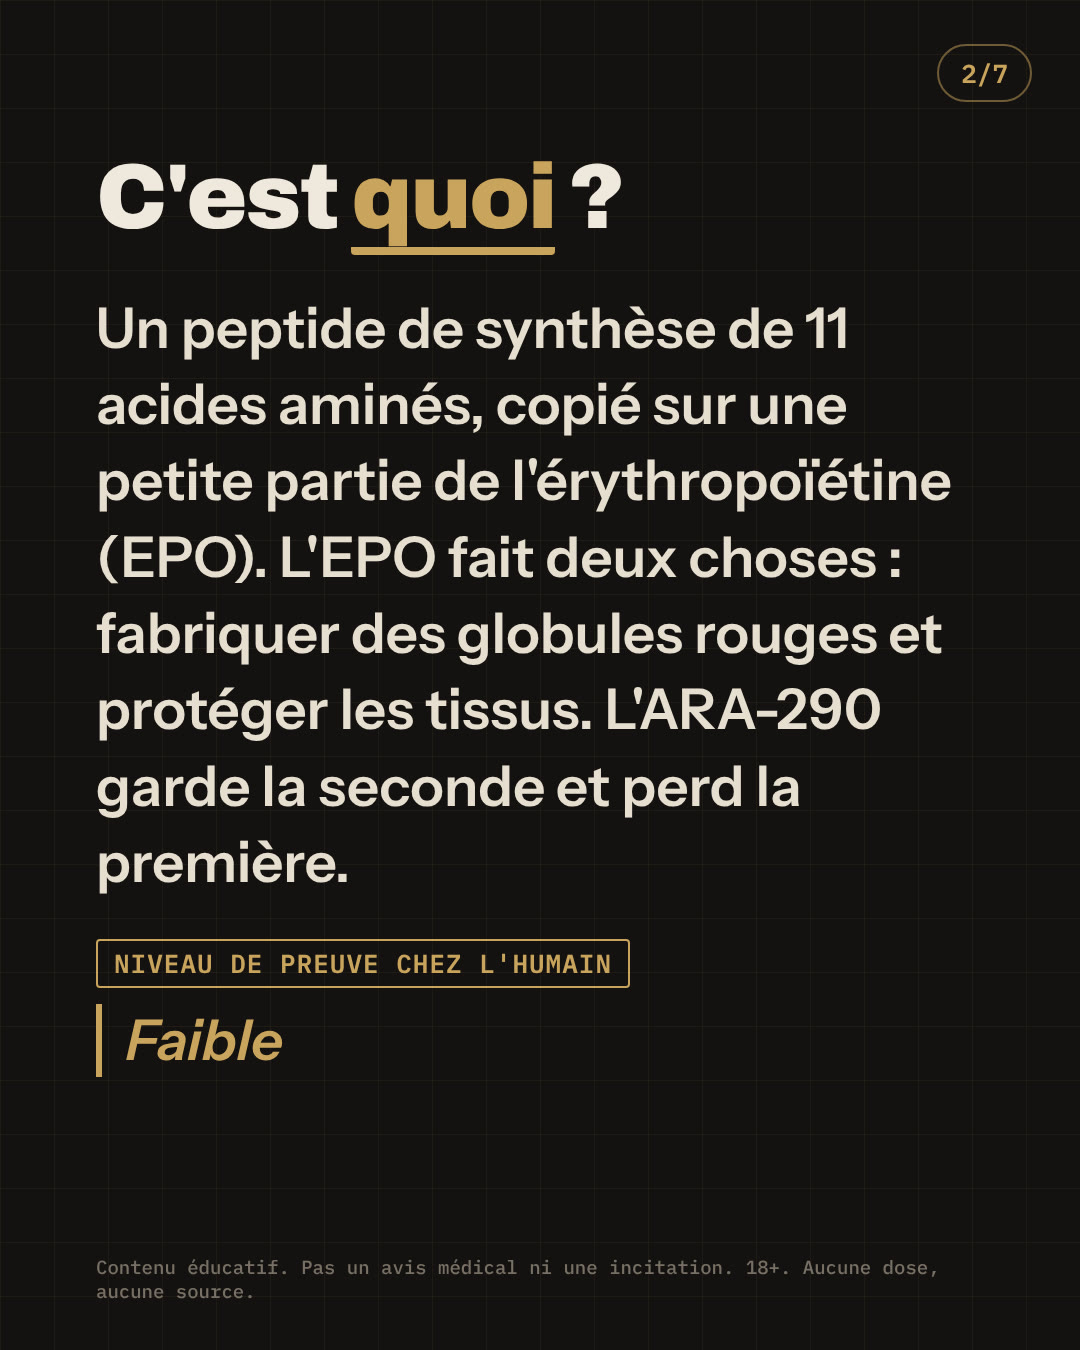 2/7
C'est quoi ?
Un peptide de synthèse de 11
acides aminés, copié sur une
petite partie de l'érythropoïétine
(EPO). L'EPO fait deux choses :
fabriquer des globules rouges et
protéger les tissus. L'ARA-290
garde la seconde et perd la
première.
NIVEAU DE PREUVE CHEZ L'HUMAIN
Faible
Contenu éducatif. Pas un avis médical ni une incitation. 18+. Aucune dose,
aucune source.